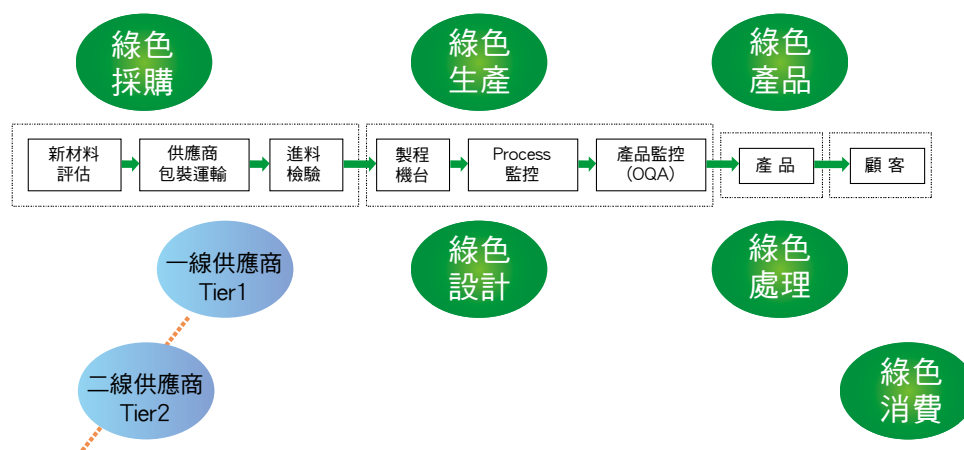 綠色
採購
綠色
生產
綠色
產品
新材料
評估
供應商
包裝運輸
進料
檢驗
製程
機台
Process
監控
產品監控
(OQA)
產品
顧客
一線供應商
Tier1
綠色
設計
綠色
處理
二線供應商
Tier2
綠色
消費